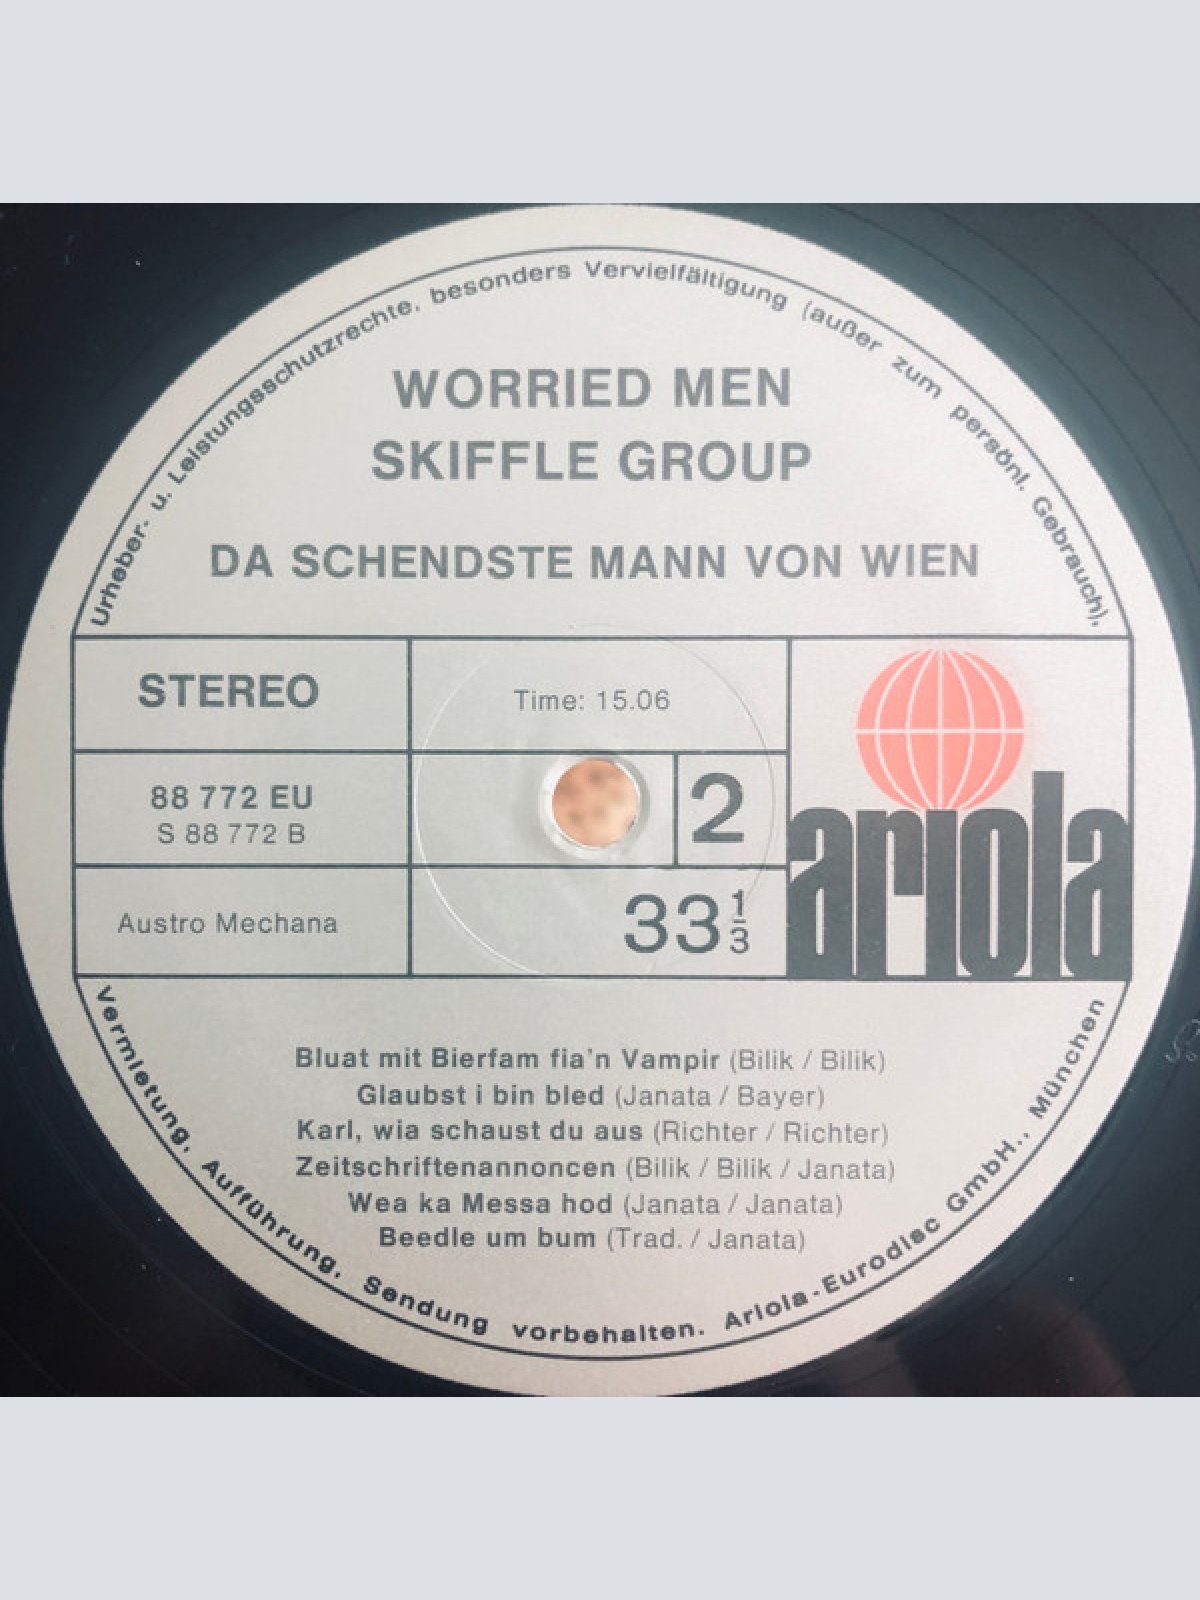 Urheber- u. Leistungsschutzrechte, besonders Vervielfältigung (außer zum persönl. Gebrauch),
WORRIED MEN
SKIFFLE GROUP
DA SCHENDSTE MANN VON WIEN
STEREO
Time: 15.06
88 772 EU
S 88 772 B
2
ariola
Austro Mechana
33 1/3
Bluat mit Bierfam fia'n Vampir (Bilik / Bilik)
Glaubst i bin bled (Janata / Bayer)
Karl, wia schaust du aus (Richter / Richter)
Zeitschriftenannoncen (Bilik / Bilik / Janata)
Wea ka Messa hod (Janata / Janata)
Beedle um bum (Trad. / Janata)
Vermietung, Aufführung, Sendung vorbehalten. Ariola-Eurodisc GmbH., München